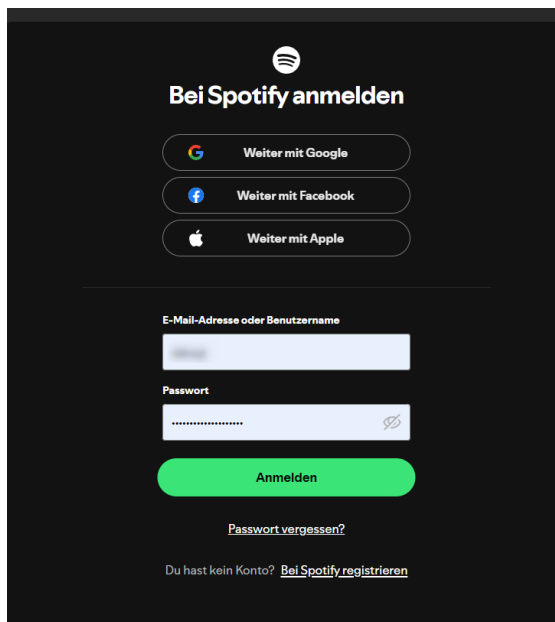 Bei Spotify anmelden
Weiter mit Google
Weiter mit Facebook
Weiter mit Apple
E-Mail-Adresse oder Benutzername
Passwort
Anmelden
Passwort vergessen?
Du hast kein Konto? Bei Spotify registrieren